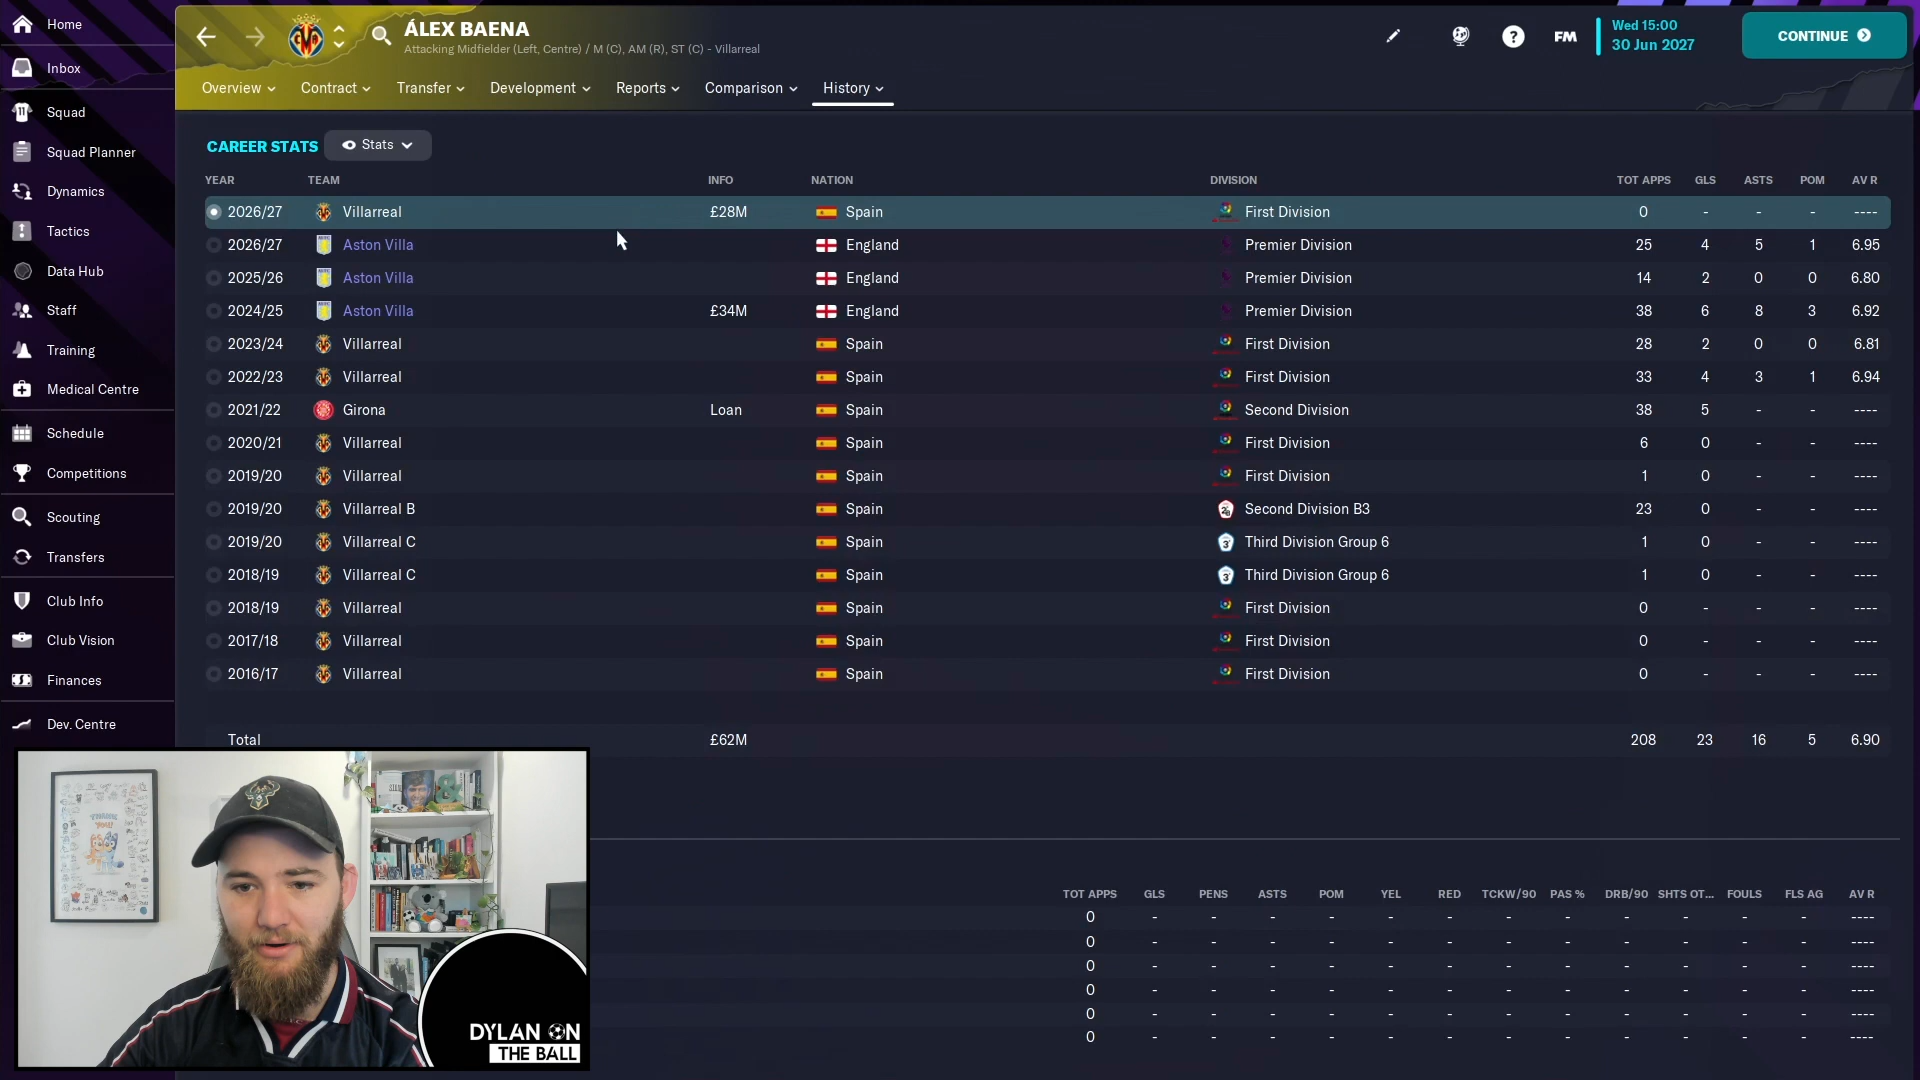 Home
Inbox
Squad
Squad Planner
Dynamics
Tactics
Data Hub
Staff
Training
Medical Centre
Schedule
Competitions
Scouting
Transfers
Club Info
Club Vision
Finances
Dev. Centre
ÁLEX BAENA
Attacking Midfielder (Left, Centre) / M (C), AM (R), ST (C) - Villarreal
FM
Wed 15:00
30 Jun 2027
CONTINUE
Overview Contract Transfer Development Reports Comparison History
CAREER STATS Stats
YEAR TEAM INFO NATION DIVISION TOT APPS GLS ASTS POM AV R
2026/27 Villarreal £28M Spain First Division 0 - - - ----
2026/27 Aston Villa England Premier Division 25 4 5 1 6.95
2025/26 Aston Villa England Premier Division 14 2 0 0 6.80
2024/25 Aston Villa £34M England Premier Division 38 6 8 3 6.92
2023/24 Villarreal Spain First Division 28 2 0 0 6.81
2022/23 Villarreal Spain First Division 33 4 3 1 6.94
2021/22 Girona Loan Spain Second Division 38 5 - - ----
2020/21 Villarreal Spain First Division 6 0 - - ----
2019/20 Villarreal Spain First Division 1 0 - - ----
2019/20 Villarreal B Spain Second Division B3 23 0 - - ----
2019/20 Villarreal C Spain Third Division Group 6 1 0 - - ----
2018/19 Villarreal C Spain Third Division Group 6 1 0 - - ----
2018/19 Villarreal Spain First Division 0 - - - ----
2017/18 Villarreal Spain First Division 0 - - - ----
2016/17 Villarreal Spain First Division 0 - - - ----
Total £62M 208 23 16 5 6.90
TOT APPS GLS PENS ASTS POM YEL RED TCKW/90 PAS % DRB/90 SHTS OT... FOULS FLS AG AV R
0 - - - - - - - - - - - - ----
0 - - - - - - - - - - - - ----
0 - - - - - - - - - - - - ----
0 - - - - - - - - - - - - ----
0 - - - - - - - - - - - - ----
0 - - - - - - - - - - - - ----
DYLAN ON
THE BALL